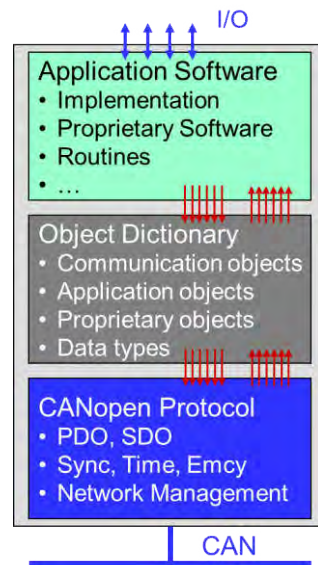 I/O
Application Software
• Implementation
• Proprietary Software
• Routines
• ...
Object Dictionary
• Communication objects
• Application objects
• Proprietary objects
• Data types
CANopen Protocol
• PDO, SDO
• Sync, Time, Emcy
• Network Management
CAN